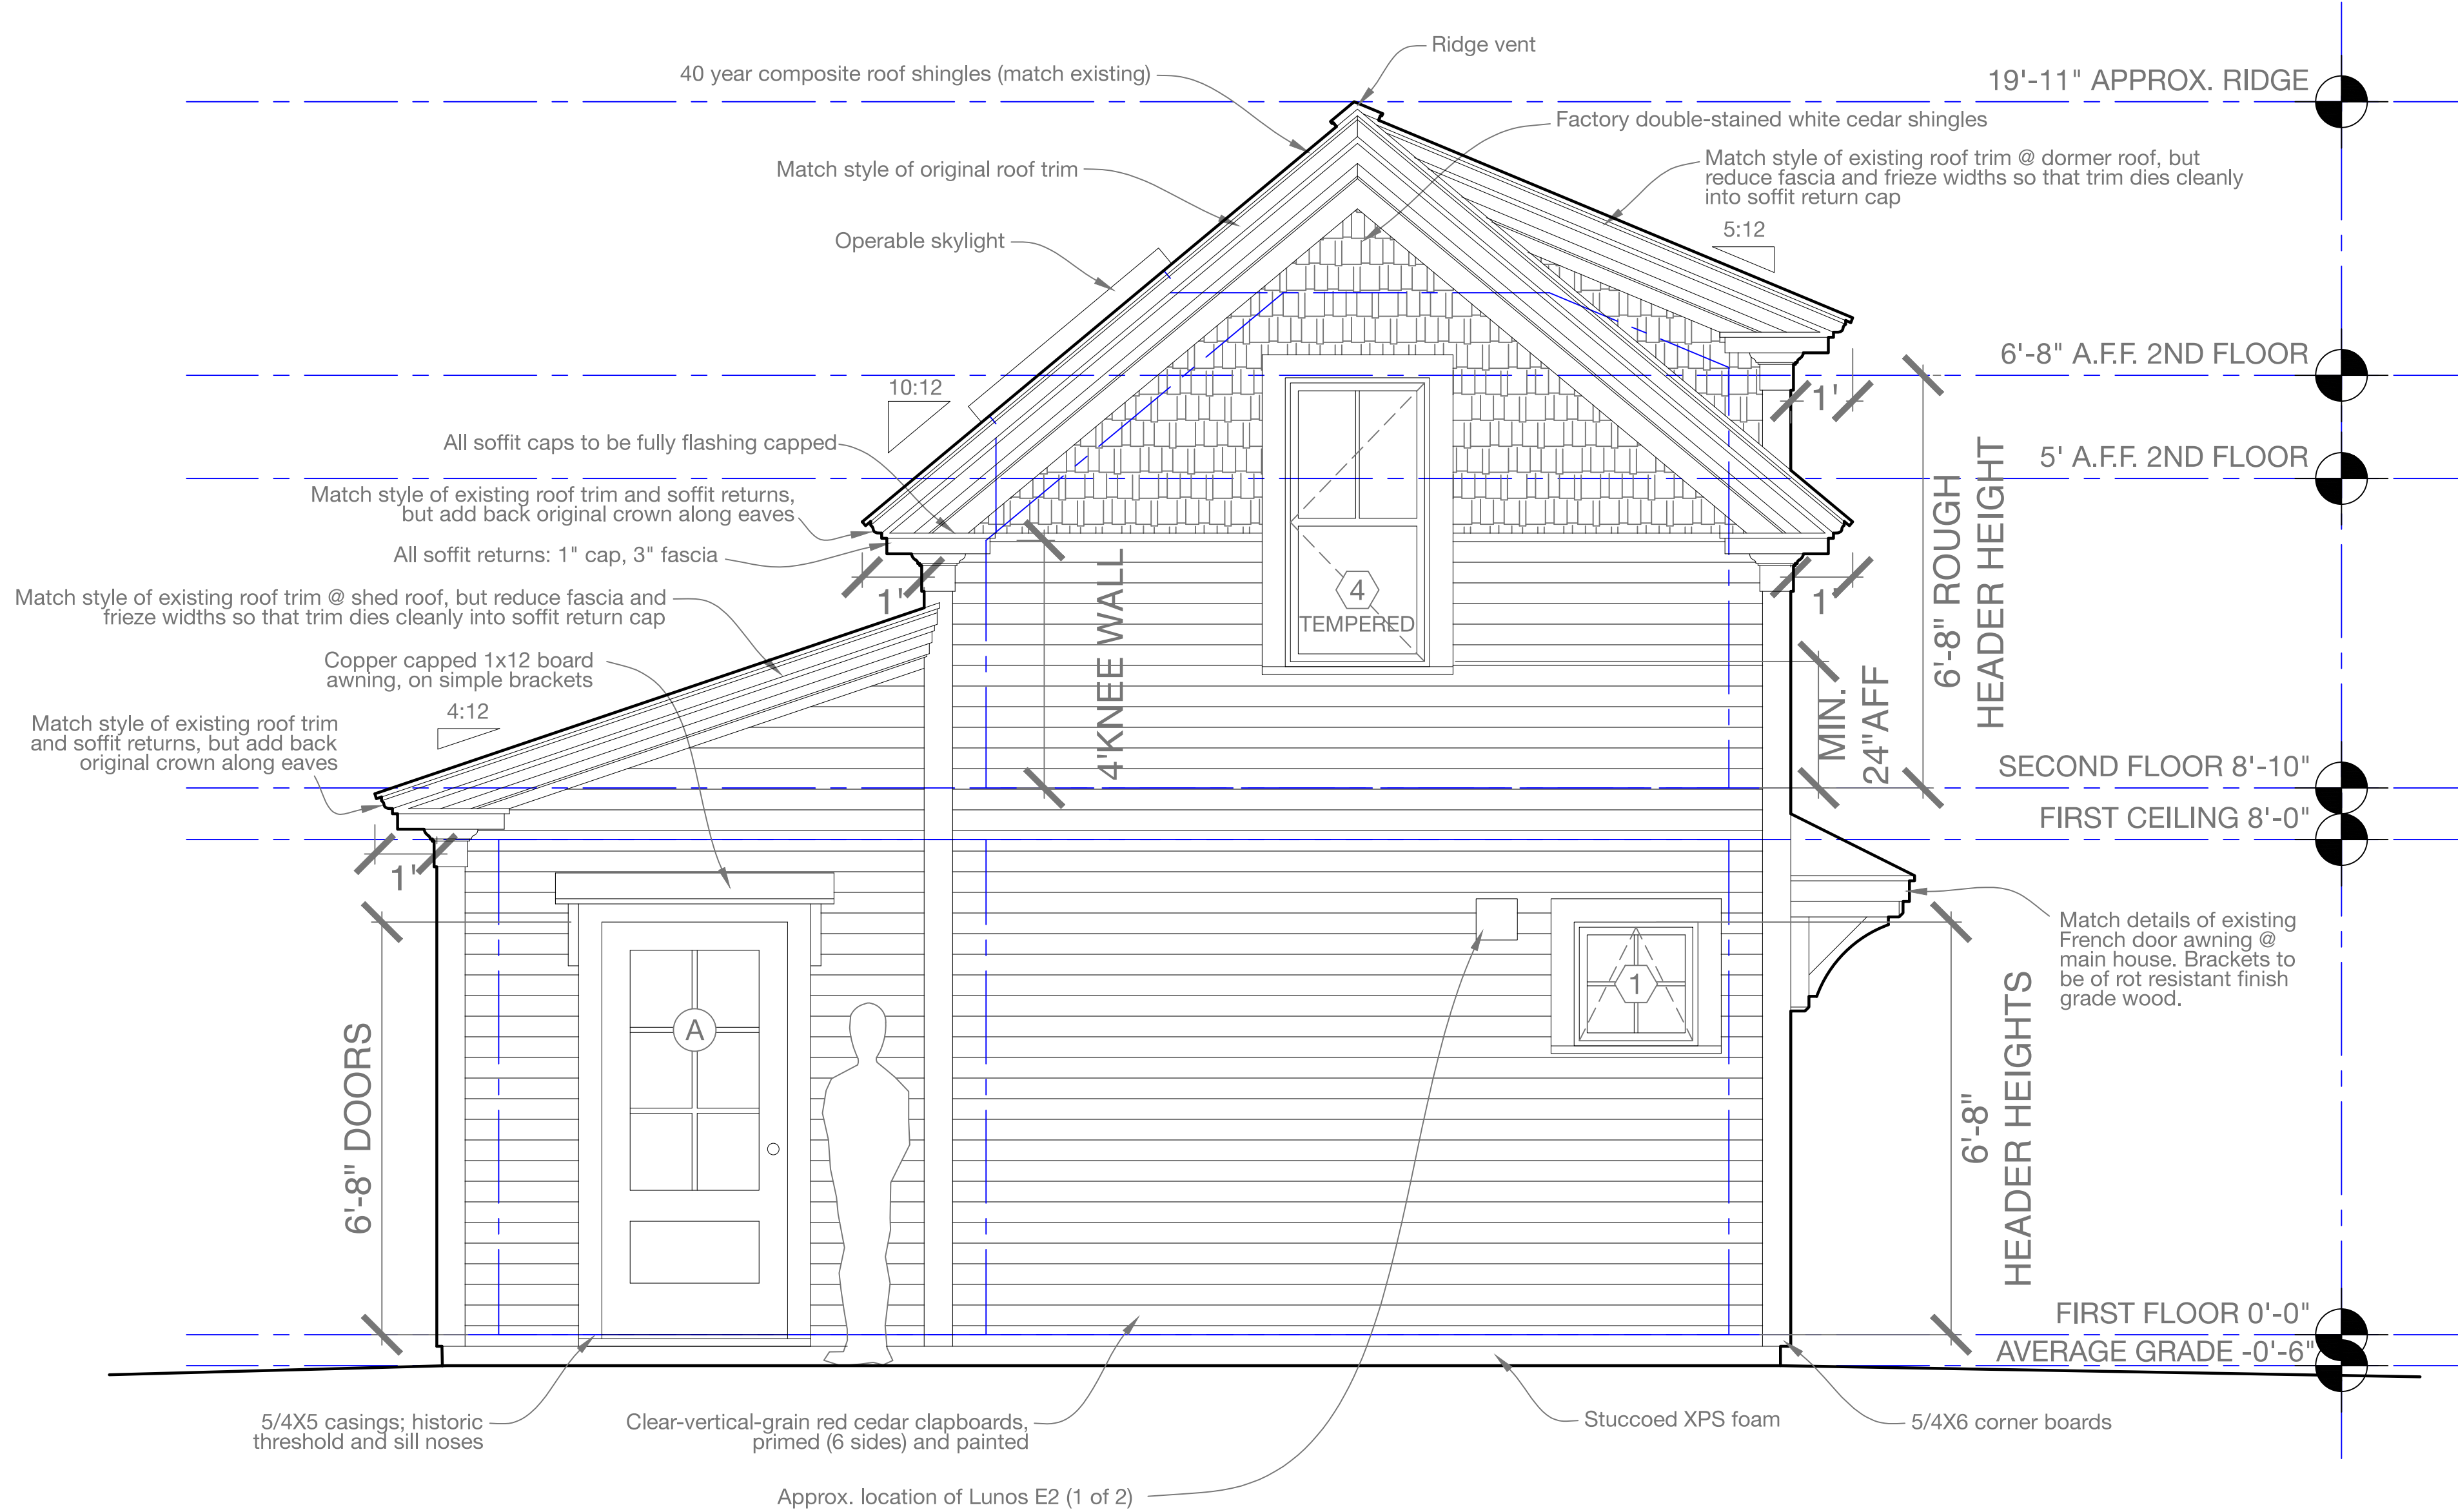 Ridge vent
40 year composite roof shingles (match existing)
19'-11" APPROX. RIDGE
Factory double-stained white cedar shingles
Match style of original roof trim
Match style of existing roof trim @ dormer roof, but
reduce fascia and frieze widths so that trim dies cleanly
into soffit return cap
5:12
Operable skylight
6'-8" A.F.F. 2ND FLOOR
10:12
1'
All soffit caps to be fully flashing capped
5' A.F.F. 2ND FLOOR
Match style of existing roof trim and soffit returns,
but add back original crown along eaves
All soffit returns: 1" cap, 3" fascia
1'
1'
4'KNEE WALL
4
TEMPERED
6'-8" ROUGH
HEADER HEIGHT
Match style of existing roof trim @ shed roof, but reduce fascia and
frieze widths so that trim dies cleanly into soffit return cap
Copper capped 1x12 board
awning, on simple brackets
MIN.
24"AFF
4:12
Match style of existing roof trim
and soffit returns, but add back
original crown along eaves
SECOND FLOOR 8'-10"
FIRST CEILING 8'-0"
1'
Match details of existing
French door awning @
main house. Brackets to
be of rot resistant finish
grade wood.
1
A
6'-8" DOORS
6'-8"
HEADER HEIGHTS
FIRST FLOOR 0'-0"
AVERAGE GRADE -0'-6"
5/4X5 casings; historic
threshold and sill noses
Clear-vertical-grain red cedar clapboards,
primed (6 sides) and painted
Stuccoed XPS foam
5/4X6 corner boards
Approx. location of Lunos E2 (1 of 2)